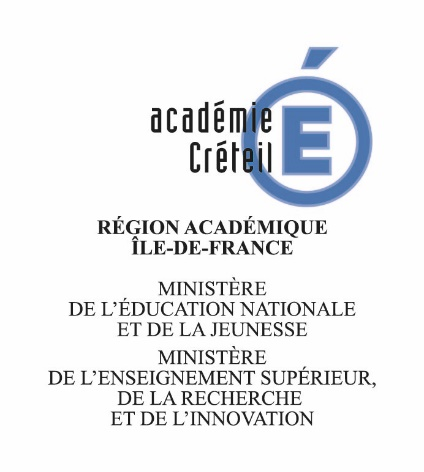 académie
Créteil
É
RÉGION ACADÉMIQUE
ÎLE-DE-FRANCE
MINISTÈRE
DE L'ÉDUCATION NATIONALE
ET DE LA JEUNESSE
MINISTÈRE
DE L'ENSEIGNEMENT SUPÉRIEUR,
DE LA RECHERCHE
ET DE L'INNOVATION